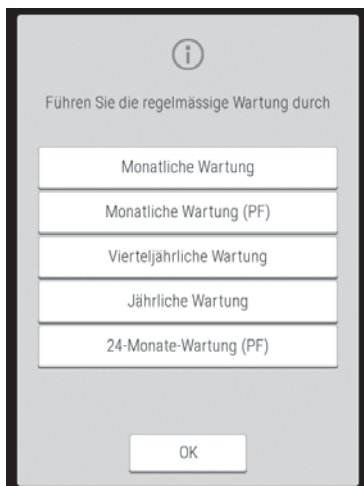 Führen Sie die regelmässige Wartung durch
Monatliche Wartung
Monatliche Wartung (PF)
Vierteljährliche Wartung
Jährliche Wartung
24-Monate-Wartung (PF)
OK